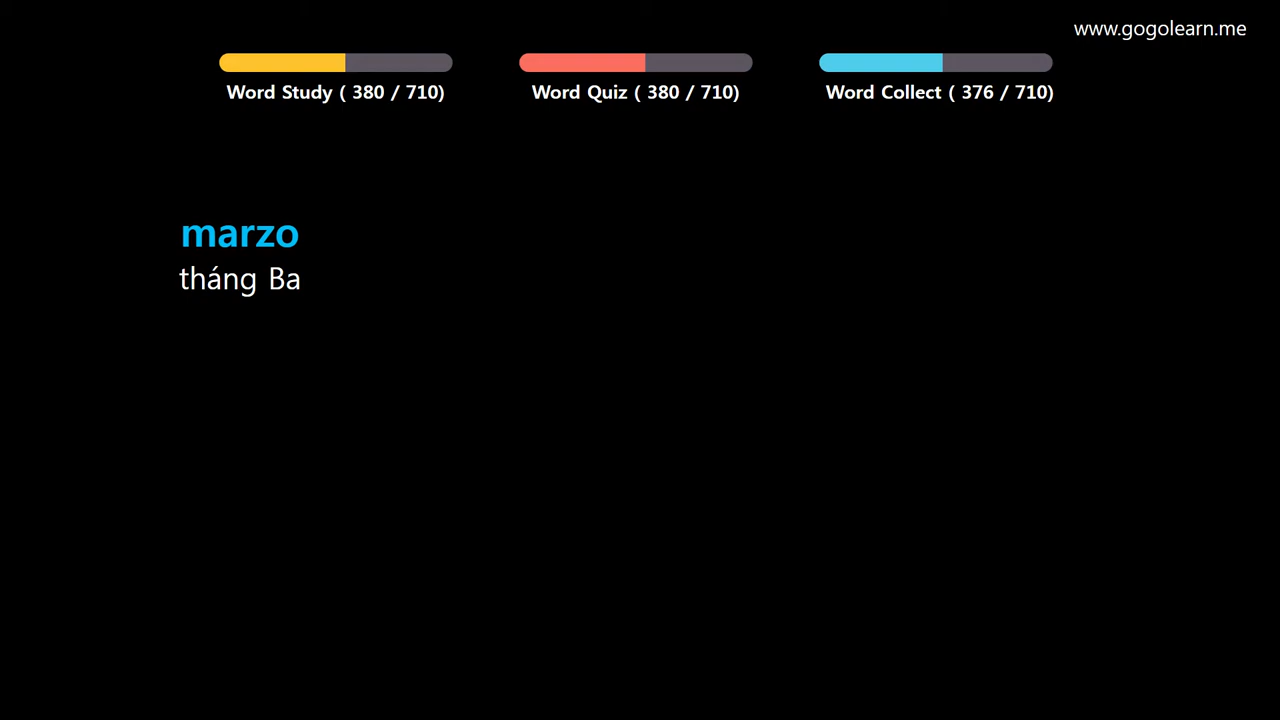 www.gogolearn.me
Word Study ( 380 / 710)
Word Quiz ( 380 / 710)
Word Collect ( 376 / 710)
marzo
tháng Ba